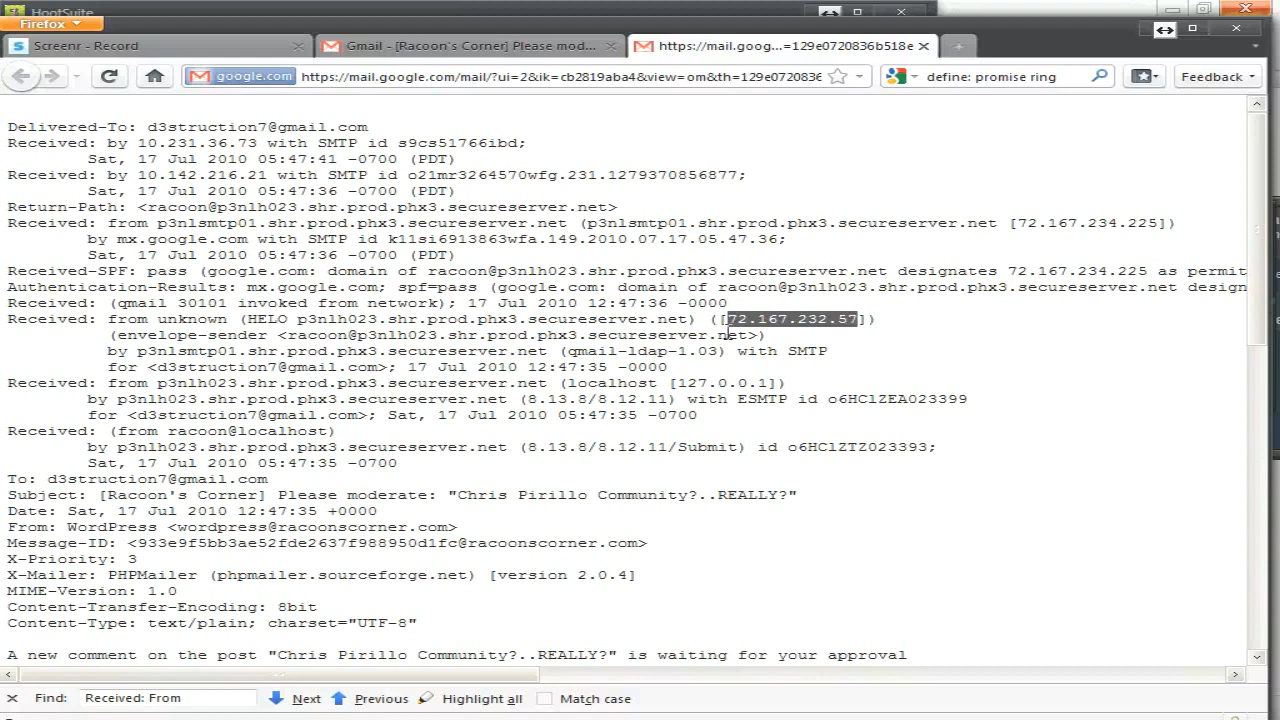 HootSuite
Firefox
Screenr - Record
Gmail - [Racoon's Corner] Please mod...
https://mail.goog...=129e0720836b518e
google.com
https://mail.google.com/mail/?ui=2&ik=cb2819aba4&view=om&th=129e0720836
define: promise ring
Feedback
Delivered-To: d3struction7@gmail.com
Received: by 10.231.36.73 with SMTP id s9cs51766ibd;
Sat, 17 Jul 2010 05:47:41 -0700 (PDT)
Received: by 10.142.216.21 with SMTP id o21mr3264570wfg.231.1279370856877;
Sat, 17 Jul 2010 05:47:36 -0700 (PDT)
Return-Path: <racoon@p3nlh023.shr.prod.phx3.secureserver.net>
Received: from p3nlsmtp01.shr.prod.phx3.secureserver.net (p3nlsmtp01.shr.prod.phx3.secureserver.net [72.167.234.225])
by mx.google.com with SMTP id k11si6913863wfa.149.2010.07.17.05.47.36;
Sat, 17 Jul 2010 05:47:36 -0700 (PDT)
Received-SPF: pass (google.com: domain of racoon@p3nlh023.shr.prod.phx3.secureserver.net designates 72.167.234.225 as permit
Authentication-Results: mx.google.com; spf=pass (google.com: domain of racoon@p3nlh023.shr.prod.phx3.secureserver.net design
Received: (qmail 30101 invoked from network); 17 Jul 2010 12:47:36 -0000
Received: from unknown (HELO p3nlh023.shr.prod.phx3.secureserver.net) ([72.167.232.57])
(envelope-sender <racoon@p3nlh023.shr.prod.phx3.secureserver.net>)
by p3nlsmtp01.shr.prod.phx3.secureserver.net (qmail-ldap-1.03) with SMTP
for <d3struction7@gmail.com>; 17 Jul 2010 12:47:35 -0000
Received: from p3nlh023.shr.prod.phx3.secureserver.net (localhost [127.0.0.1])
by p3nlh023.shr.prod.phx3.secureserver.net (8.13.8/8.12.11) with ESMTP id o6HClZEA023399
for <d3struction7@gmail.com>; Sat, 17 Jul 2010 05:47:35 -0700
Received: (from racoon@localhost)
by p3nlh023.shr.prod.phx3.secureserver.net (8.13.8/8.12.11/Submit) id o6HClZTZ023393;
Sat, 17 Jul 2010 05:47:35 -0700
To: d3struction7@gmail.com
Subject: [Racoon's Corner] Please moderate: "Chris Pirillo Community?..REALLY?"
Date: Sat, 17 Jul 2010 12:47:35 +0000
From: WordPress <wordpress@racoonscorner.com>
Message-ID: <933e9f5bb3ae52fde2637f988950d1fc@racoonscorner.com>
X-Priority: 3
X-Mailer: PHPMailer (phpmailer.sourceforge.net) [version 2.0.4]
MIME-Version: 1.0
Content-Transfer-Encoding: 8bit
Content-Type: text/plain; charset="UTF-8"
A new comment on the post "Chris Pirillo Community?..REALLY?" is waiting for your approval
Find: Received: From Next Previous Highlight all Match case